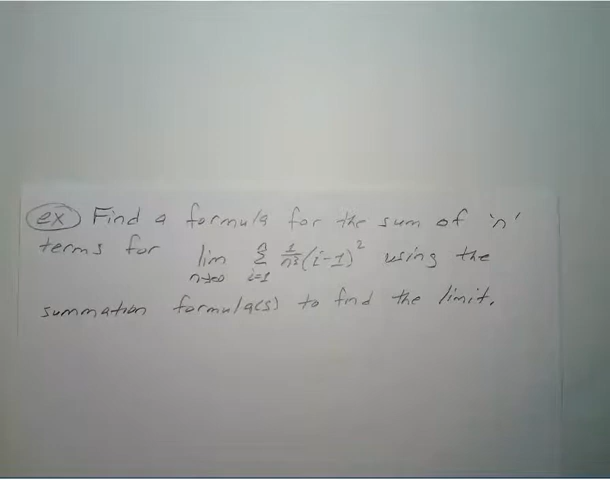 ex Find a formula for the sum of 'n'
terms for lim n→∞ n Σ i=1 1/n³ (i-1)² using the
summation formula(s) to find the limit.